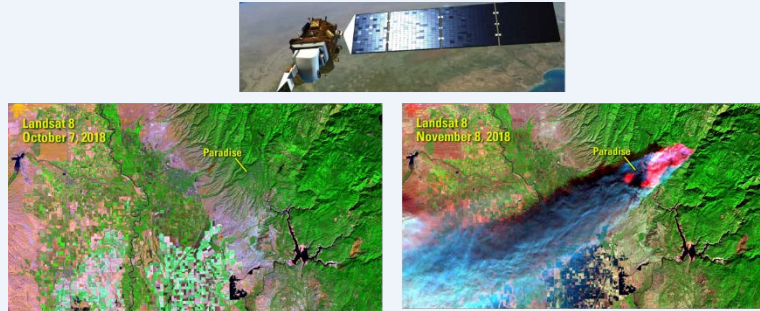 Landsat 8
October 7, 2018
Paradise
Landsat 8
November 8, 2018
Paradise